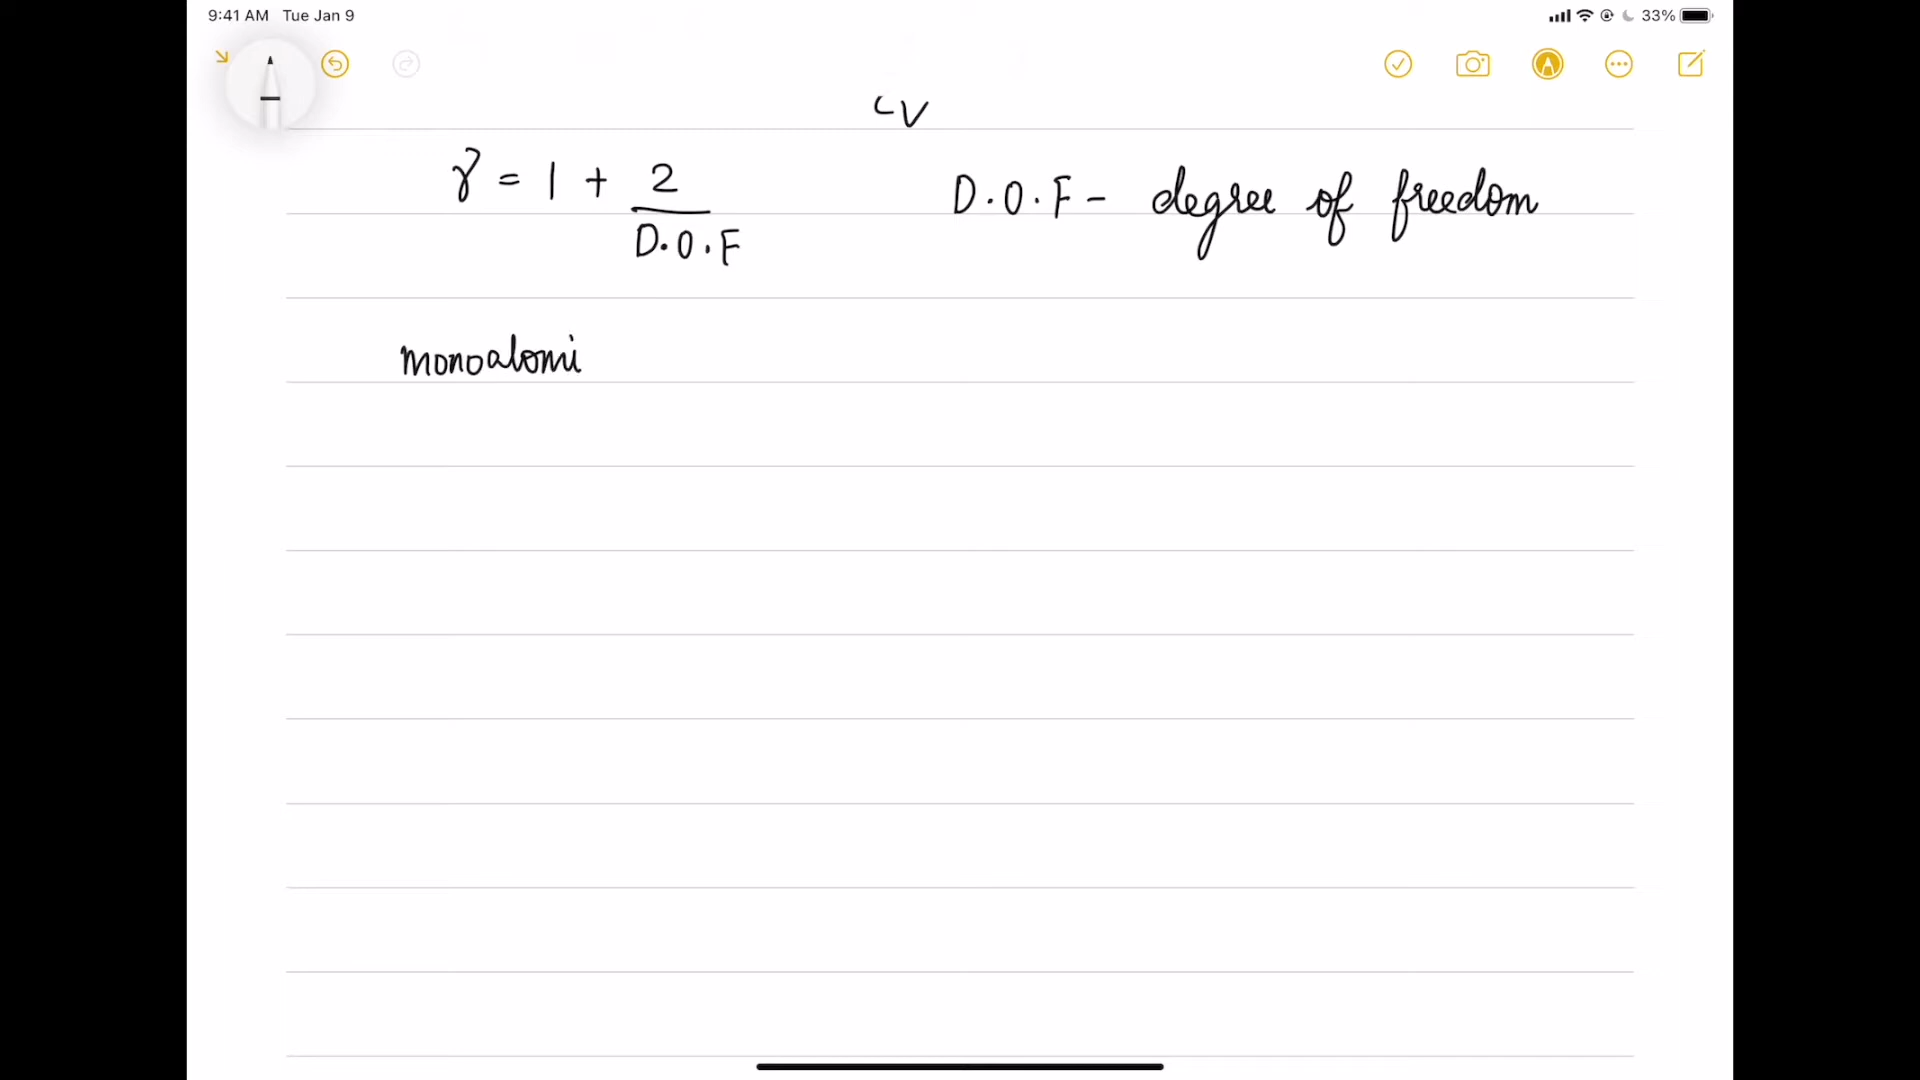 9:41 AM Tue Jan 9
33%
CV
γ = 1 + 2
D.O.F
D.O.F - degree of freedom
monoatomi